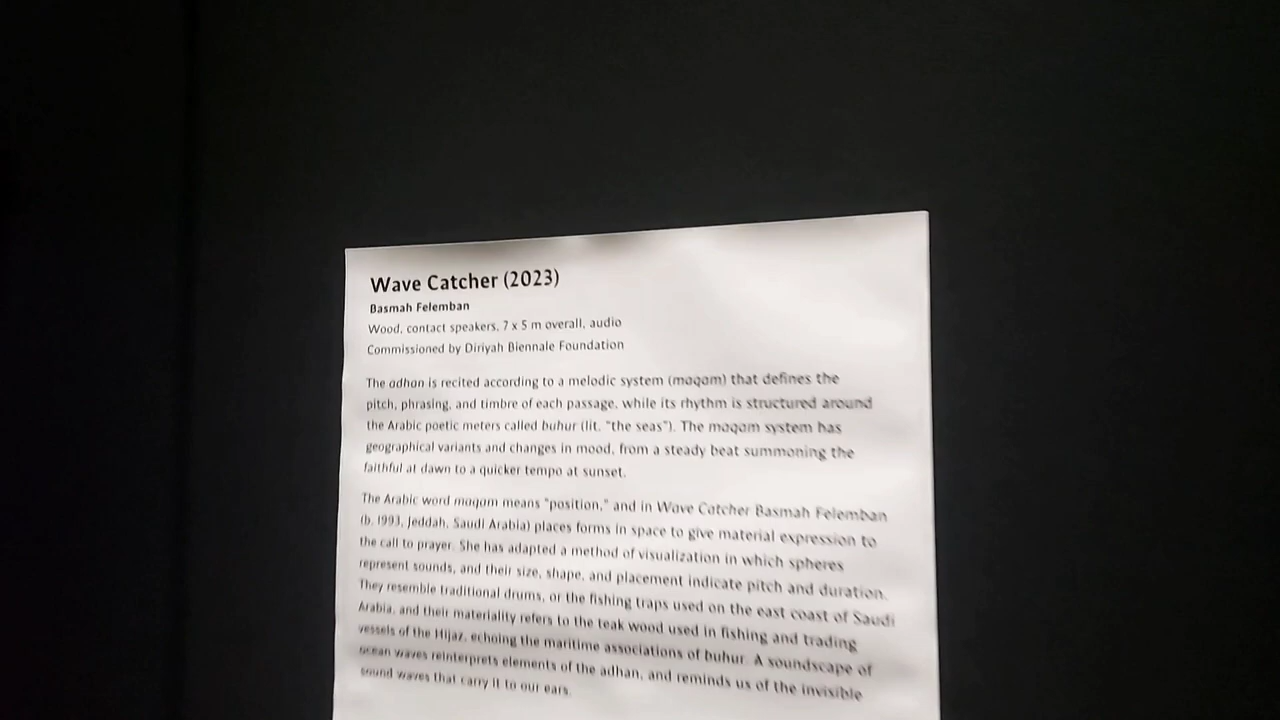 Wave Catcher (2023)
Basmah Felemban
Wood, contact speakers, 7 x 5 m overall, audio
Commissioned by Diriyah Biennale Foundation
The adhan is recited according to a melodic system (maqam) that defines the
pitch, phrasing, and timbre of each passage, while its rhythm is structured around
the Arabic poetic meters called buhur (lit. "the seas"). The maqam system has
geographical variants and changes in mood, from a steady beat summoning the
faithful at dawn to a quicker tempo at sunset.
The Arabic word maqam means "position," and in Wave Catcher Basmah Felemban
(b. 1993, Jeddah, Saudi Arabia) places forms in space to give material expression to
the call to prayer. She has adapted a method of visualization in which spheres
represent sounds, and their size, shape, and placement indicate pitch and duration.
They resemble traditional drums, or the fishing traps used on the east coast of Saudi
Arabia, and their materiality refers to the teak wood used in fishing and trading
vessels of the Hijaz, echoing the maritime associations of buhur. A soundscape of
ocean waves reinterprets elements of the adhan, and reminds us of the invisible
sound waves that carry it to our ears.